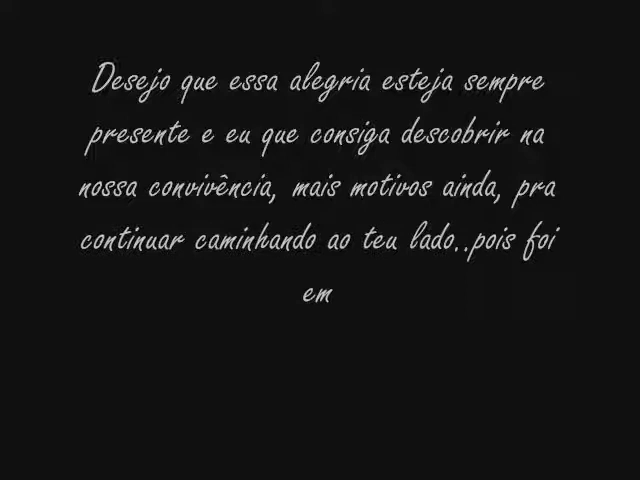 Desejo que essa alegria esteja sempre
presente e eu que consiga descobrir na
nossa convivência, mais motivos ainda, pra
continuar caminhando ao teu lado..pois foi
em